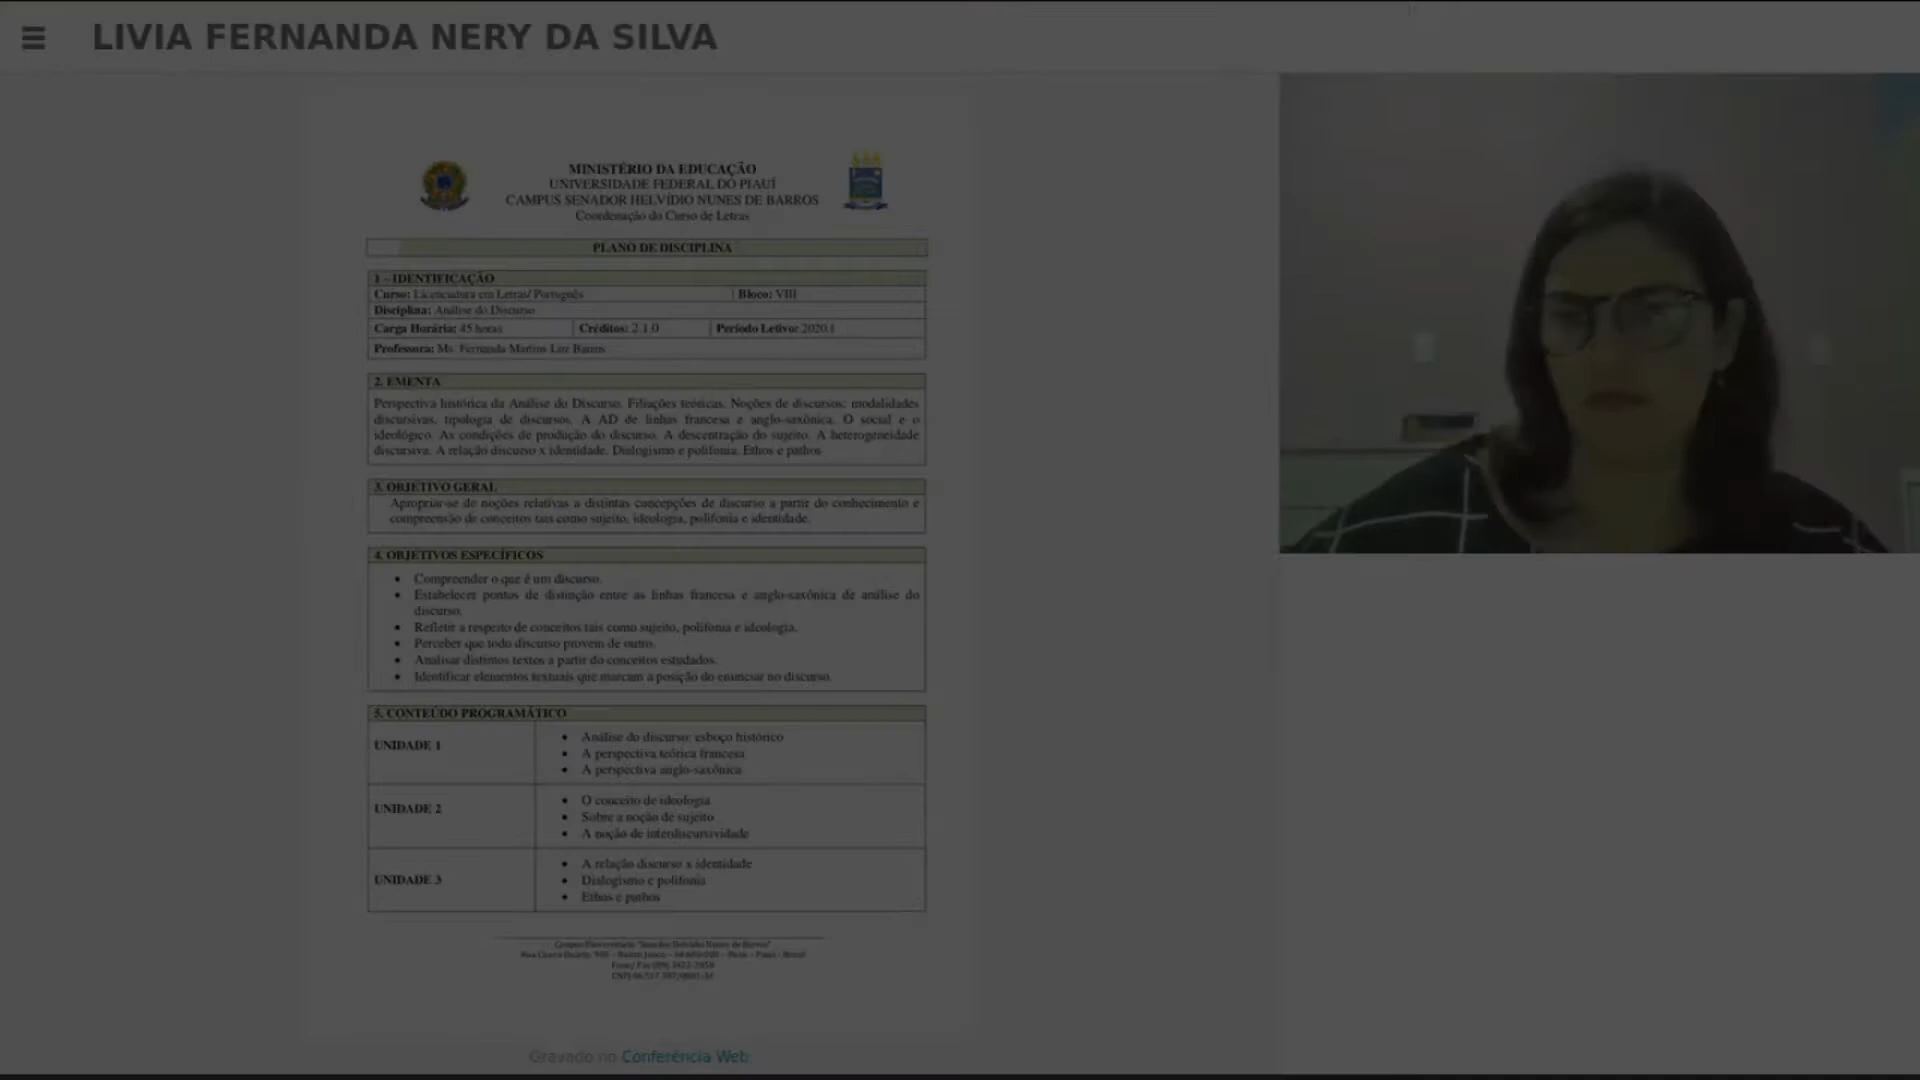 LIVIA FERNANDA NERY DA SILVA
MINISTÉRIO DA EDUCAÇÃO
UNIVERSIDADE FEDERAL DO PIAUÍ
CAMPUS SENADOR HELVÍDIO NUNES DE BARROS
Coordenação do Curso de Letras
PLANO DE DISCIPLINA
1 – IDENTIFICAÇÃO
Curso: Licenciatura em Letras/ Português Bloco: VIII
Disciplina: Análise do Discurso
Carga Horária: 45 horas Créditos: 2.1.0 Período Letivo: 2020.1
Professora: Ms. Fernanda Martins Luz Barros
2. EMENTA
Perspectiva histórica da Análise do Discurso. Filiações teóricas. Noções de discursos: modalidades
discursivas, tipologia de discursos. A AD de linhas francesa e anglo-saxônica. O social e o
ideológico. As condições de produção do discurso. A descentração do sujeito. A heterogeneidade
discursiva. A relação discurso x identidade. Dialogismo e polifonia. Ethos e pathos
3. OBJETIVO GERAL
Apropriar-se de noções relativas a distintas concepções de discurso a partir do conhecimento e
compreensão de conceitos tais como sujeito, ideologia, polifonia e identidade.
4. OBJETIVOS ESPECÍFICOS
• Compreender o que é um discurso.
• Estabelecer pontos de distinção entre as linhas francesa e anglo-saxônica de análise do
discurso.
• Refletir a respeito de conceitos tais como sujeito, polifonia e ideologia.
• Perceber que todo discurso provem de outro.
• Analisar distintos textos a partir do conceitos estudados.
• Identificar elementos textuais que marcam a posição do enunciar no discurso.
5. CONTEÚDO PROGRAMÁTICO
UNIDADE 1
• Análise do discurso: esboço histórico
• A perspectiva teórica francesa
• A perspectiva anglo-saxônica
UNIDADE 2
• O conceito de ideologia
• Sobre a noção de sujeito
• A noção de interdiscursividade
UNIDADE 3
• A relação discurso x identidade
• Dialogismo e polifonia
• Ethos e pathos
Campus Universitário "Senador Helvídio Nunes de Barros"
Gravado no Conferência Web